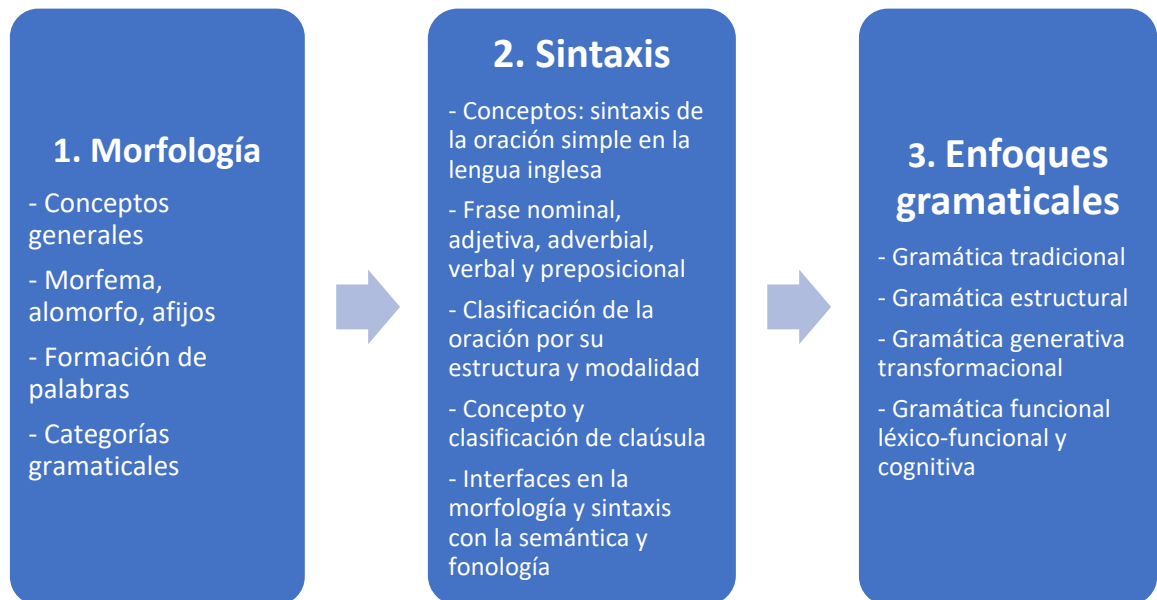 1. Morfología
- Conceptos
generales
- Morfema,
alomorfo, afijos
- Formación de
palabras
- Categorías
gramaticales
2. Sintaxis
- Conceptos: sintaxis de
la oración simple en la
lengua inglesa
- Frase nominal,
adjetiva, adverbial,
verbal y preposicional
- Clasificación de la
oración por su
estructura y modalidad
- Concepto y
clasificación de claúsula
- Interfaces en la
morfología y sintaxis
con la semántica y
fonología
3. Enfoques
gramaticales
- Gramática tradicional
- Gramática estructural
- Gramática generativa
transformacional
- Gramática funcional
léxico-funcional y
cognitiva